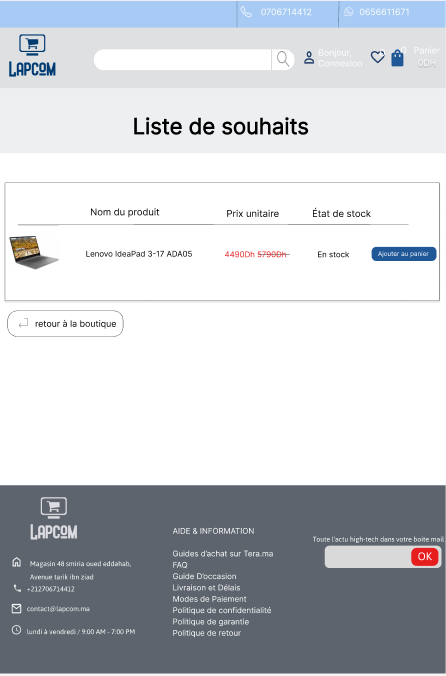 0706714412 0656611671
LAPCOM
Bonjour,
Connexion
0
Panier
0DH
Liste de souhaits
Nom du produit Prix unitaire État de stock
Lenovo IdeaPad 3-17 ADA05 4490Dh 5790Dh En stock Ajouter au panier
retour à la boutique
LAPCOM
AIDE & INFORMATION
Guides d'achat sur Tera.ma
FAQ
Guide D'occasion
Livraison et Délais
Modes de Paiement
Politique de confidentialité
Politique de garantie
Politique de retour
Magasin 48 smiria oued eddahab,
Avenue tarik ibn ziad
+212706714412
contact@lapcom.ma
lundi à vendredi / 9:00 AM - 7:00 PM
Toute l'actu high-tech dans votre boite mail
OK